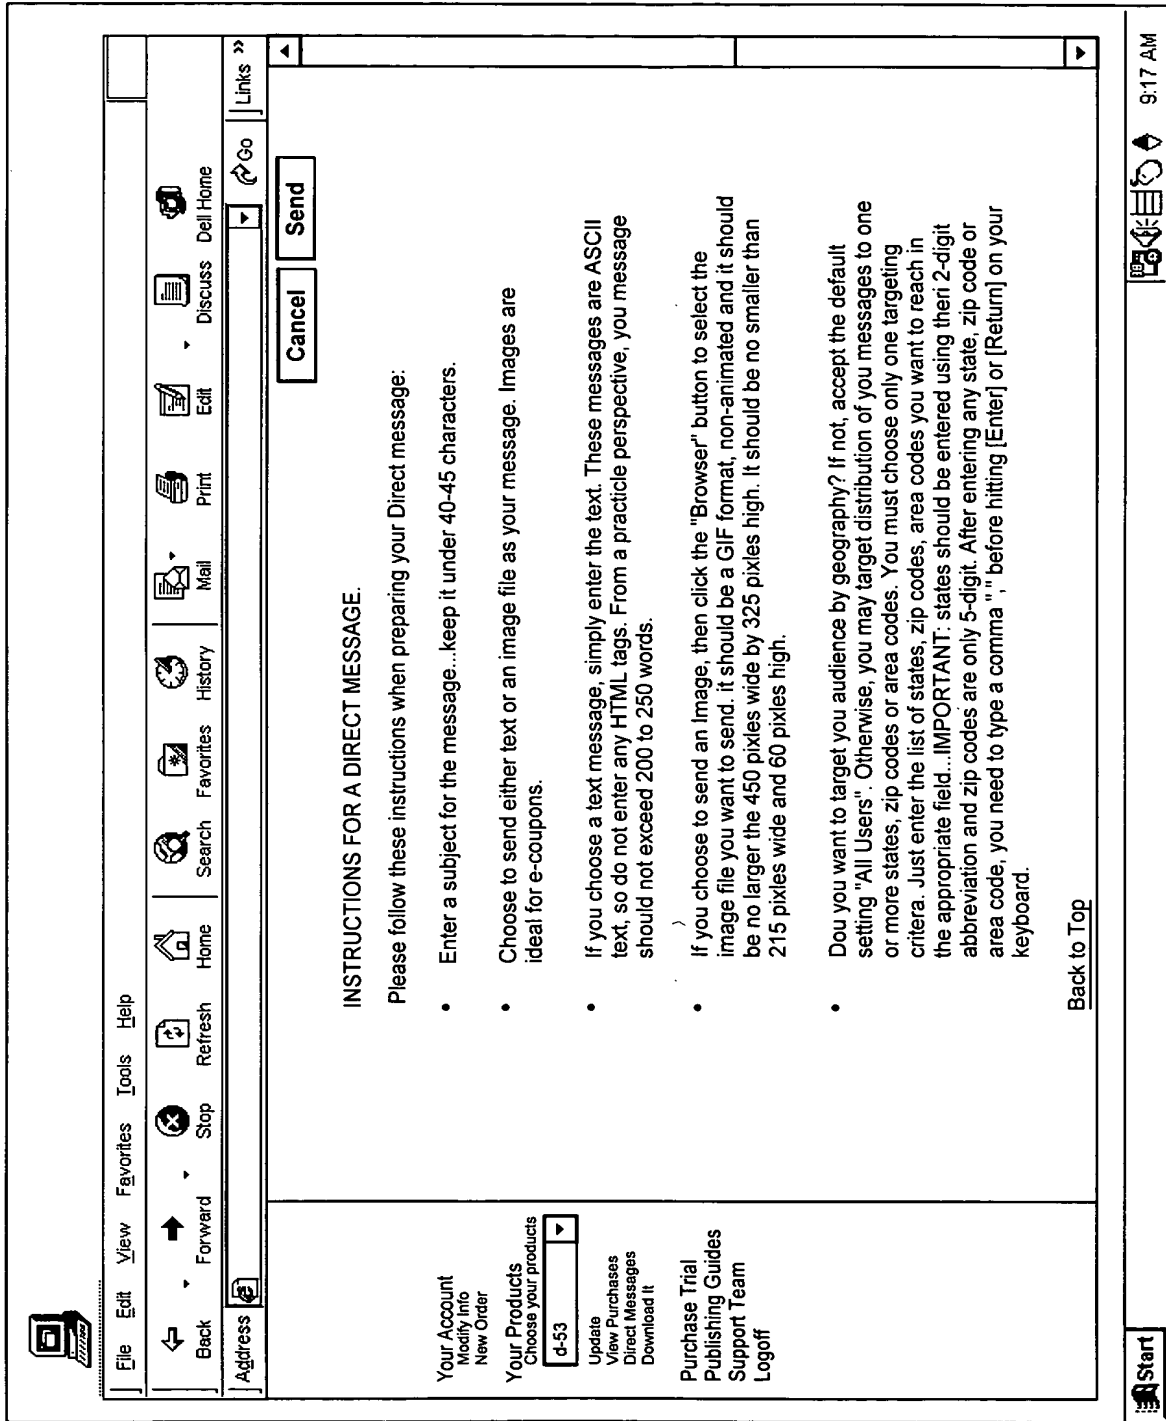 File Edit View Favorites Tools Help
Back Forward Stop Refresh Home Search Favorites History Mail Print Edit Discuss Dell Home
Address Go Links »
Cancel Send
Your Account
Modify Info
New Order
Your Products
Choose your products
d-53
Update
View Purchases
Direct Messages
Download It
Purchase Trial
Publishing Guides
Support Team
Logoff
INSTRUCTIONS FOR A DIRECT MESSAGE.
Please follow these instructions when preparing your Direct message:
• Enter a subject for the message...keep it under 40-45 characters.
• Choose to send either text or an image file as your message. Images are
ideal for e-coupons.
• If you choose a text message, simply enter the text. These messages are ASCII
text, so do not enter any HTML tags. From a practicle perspective, you message
should not exceed 200 to 250 words.
• If you choose to send an Image, then click the "Browser" button to select the
image file you want to send. it should be a GIF format, non-animated and it should
be no larger the 450 pixles wide by 325 pixles high. It should be no smaller than
215 pixles wide and 60 pixles high.
• Dou you want to target you audience by geography? If not, accept the default
setting "All Users". Otherwise, you may target distribution of you messages to one
or more states, zip codes or area codes. You must choose only one targeting
critera. Just enter the list of states, zip codes, area codes you want to reach in
the appropriate field...IMPORTANT: states should be entered using theri 2-digit
abbreviation and zip codes are only 5-digit. After entering any state, zip code or
area code, you need to type a comma "," before hitting [Enter] or [Return] on your
keyboard.
Back to Top
Start 9:17 AM